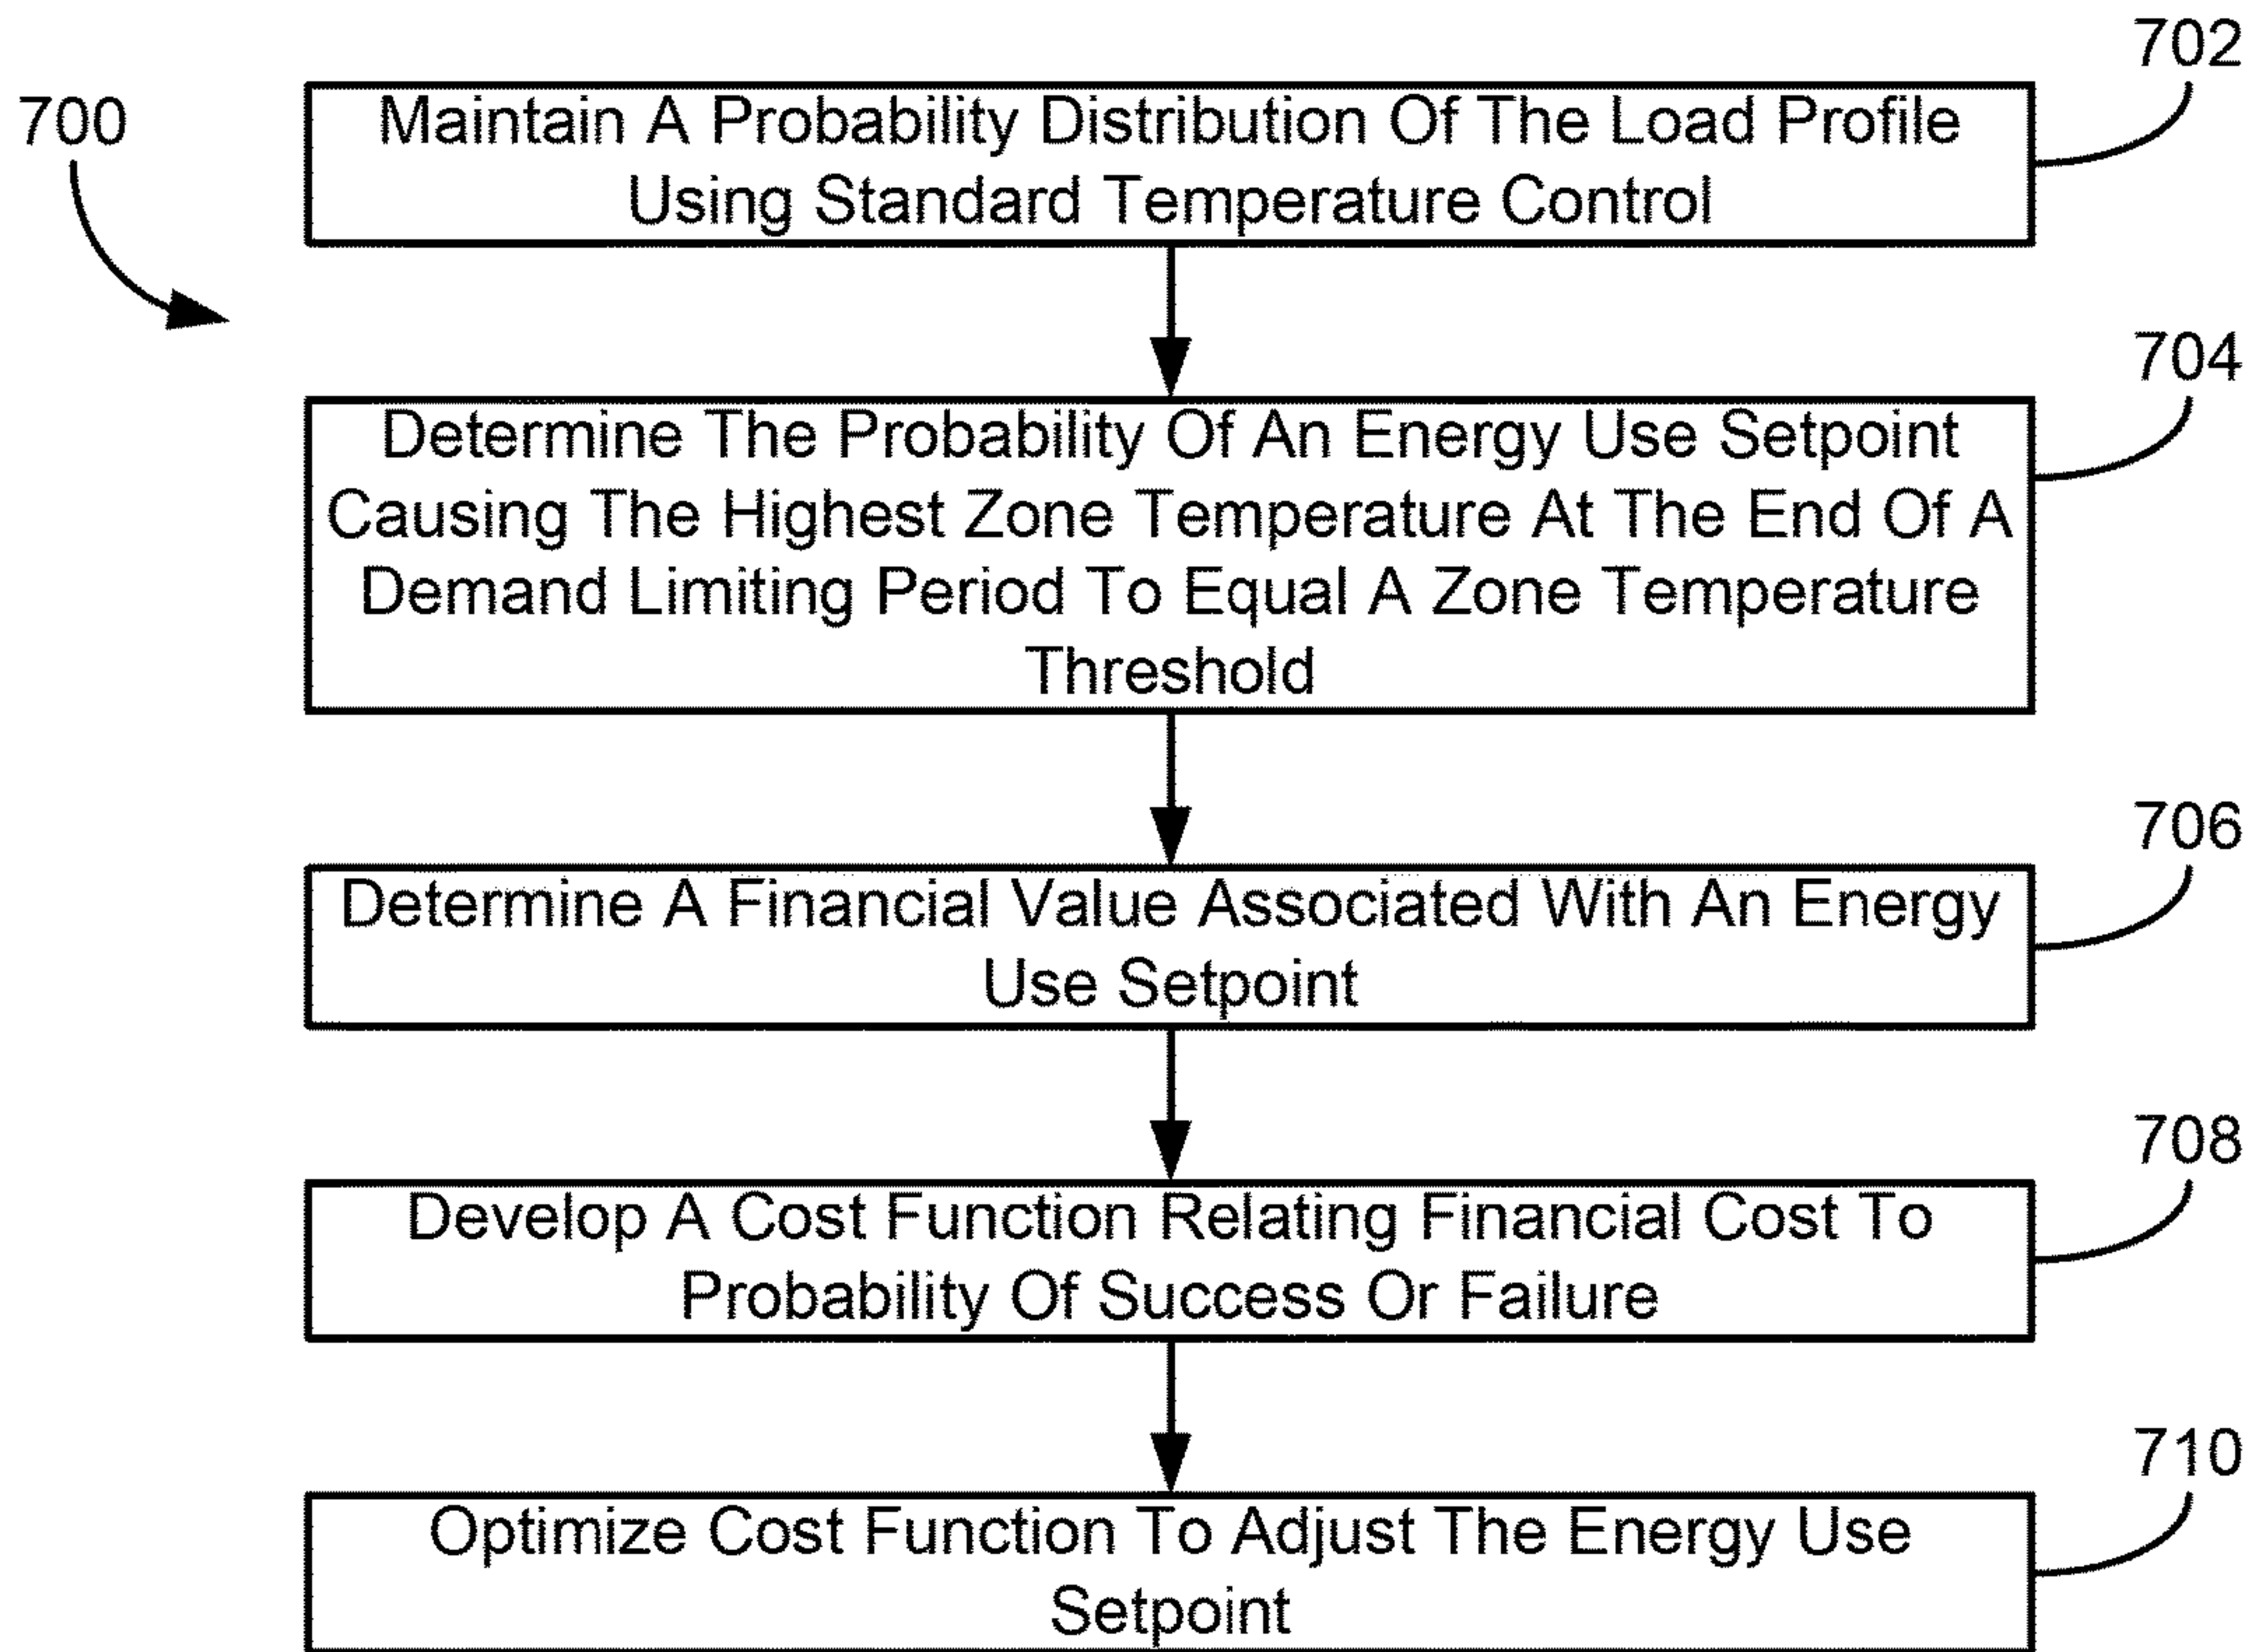 700
702
Maintain A Probability Distribution Of The Load Profile
Using Standard Temperature Control
704
Determine The Probability Of An Energy Use Setpoint
Causing The Highest Zone Temperature At The End Of A
Demand Limiting Period To Equal A Zone Temperature
Threshold
706
Determine A Financial Value Associated With An Energy
Use Setpoint
708
Develop A Cost Function Relating Financial Cost To
Probability Of Success Or Failure
710
Optimize Cost Function To Adjust The Energy Use
Setpoint